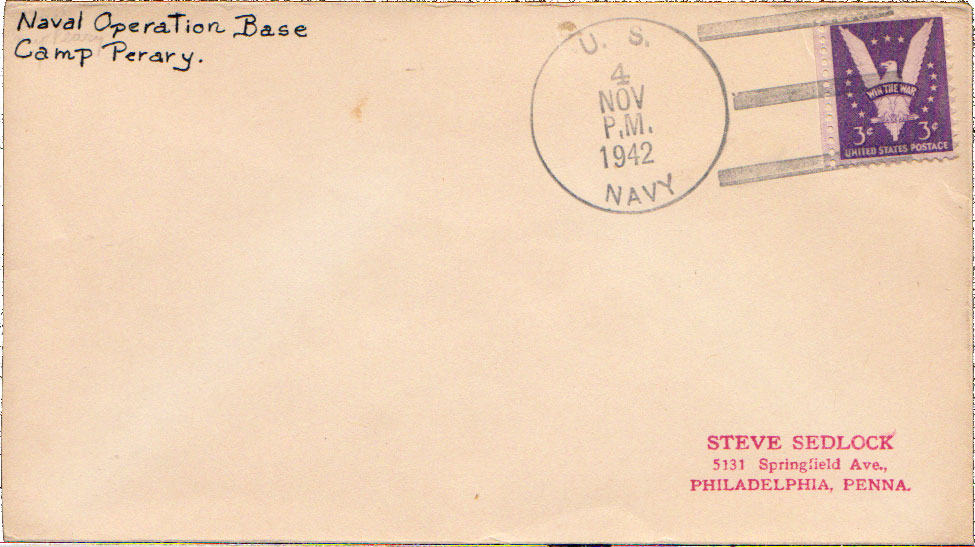 Naval Operation Base
Camp Perary.
U. S.
4
NOV
P.M.
1942
NAVY
WIN THE WAR
3¢ 3¢
UNITED STATES POSTAGE
STEVE SEDLOCK
5131 Springfield Ave.,
PHILADELPHIA, PENNA.